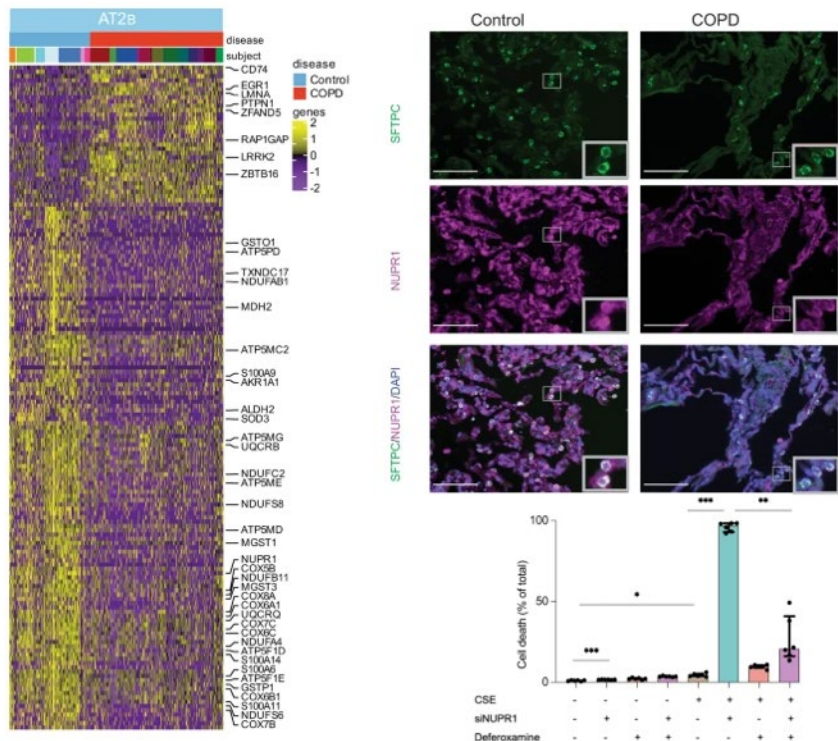 AT2B
disease
subject
CD74
EGR1
LMNA
PTPN1
ZFAND5
RAP1GAP
LRRK2
ZBTB16
GSTO1
ATP5PD
TXNDC17
NDUFAB1
MDH2
ATP5MC2
S100A9
AKR1A1
ALDH2
SOD3
ATP5MG
UQCRB
NDUFC2
ATP5ME
NDUFS8
ATP5MD
MGST1
NUPR1
COX5B
NDUFB11
MGST3
COX8A
COX6A1
UQCRQ
COX7C
COX6C
NDUFA4
ATP5F1D
S100A14
S100A6
ATP5F1E
GSTP1
COX6B1
S100A11
NDUFS6
COX7B
disease
Control
COPD
genes
2
1
0
-1
-2
Control COPD
SFTPC
NUPR1
SFTPC/NUPR1/DAPI
*** **
*
***
Cell death (% of total)
100
50
0
CSE - - - - + + + +
siNUPR1 - + - + - + - +
Deferoxamine - - + + - - + +